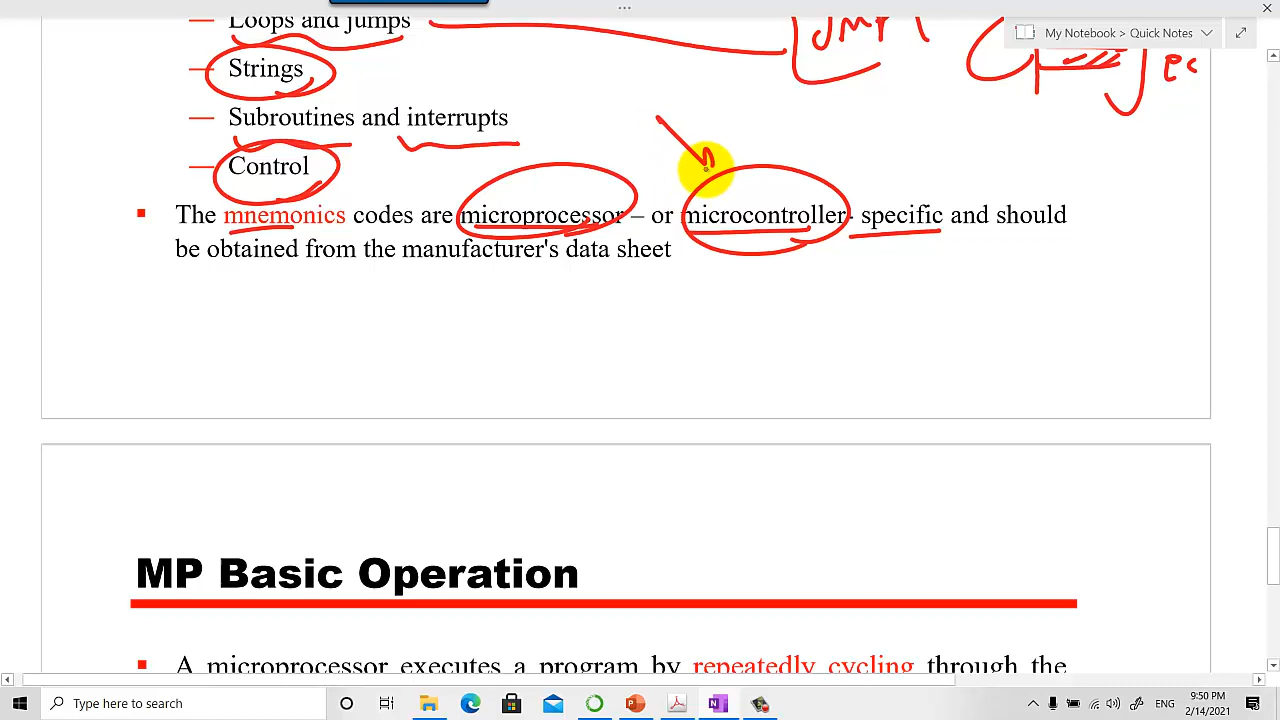 — Loops and jumps
JMP
My Notebook > Quick Notes
PC
— Strings
— Subroutines and interrupts
— Control
▪ The mnemonics codes are microprocessor – or microcontroller- specific and should
be obtained from the manufacturer's data sheet
MP Basic Operation
▪ A microprocessor executes a program by repeatedly cycling through the
Type here to search
ENG
9:50 PM
2/14/2021